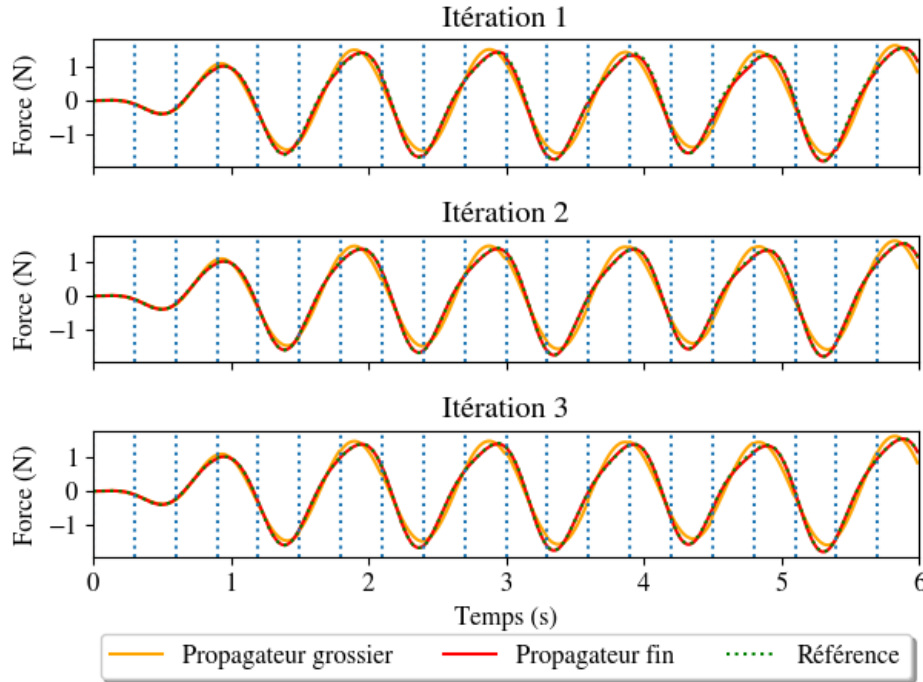 Itération 1
Force (N)
1
0
−1
Itération 2
Force (N)
1
0
−1
Itération 3
Force (N)
1
0
−1
0 1 2 3 4 5 6
Temps (s)
Propagateur grossier Propagateur fin Référence